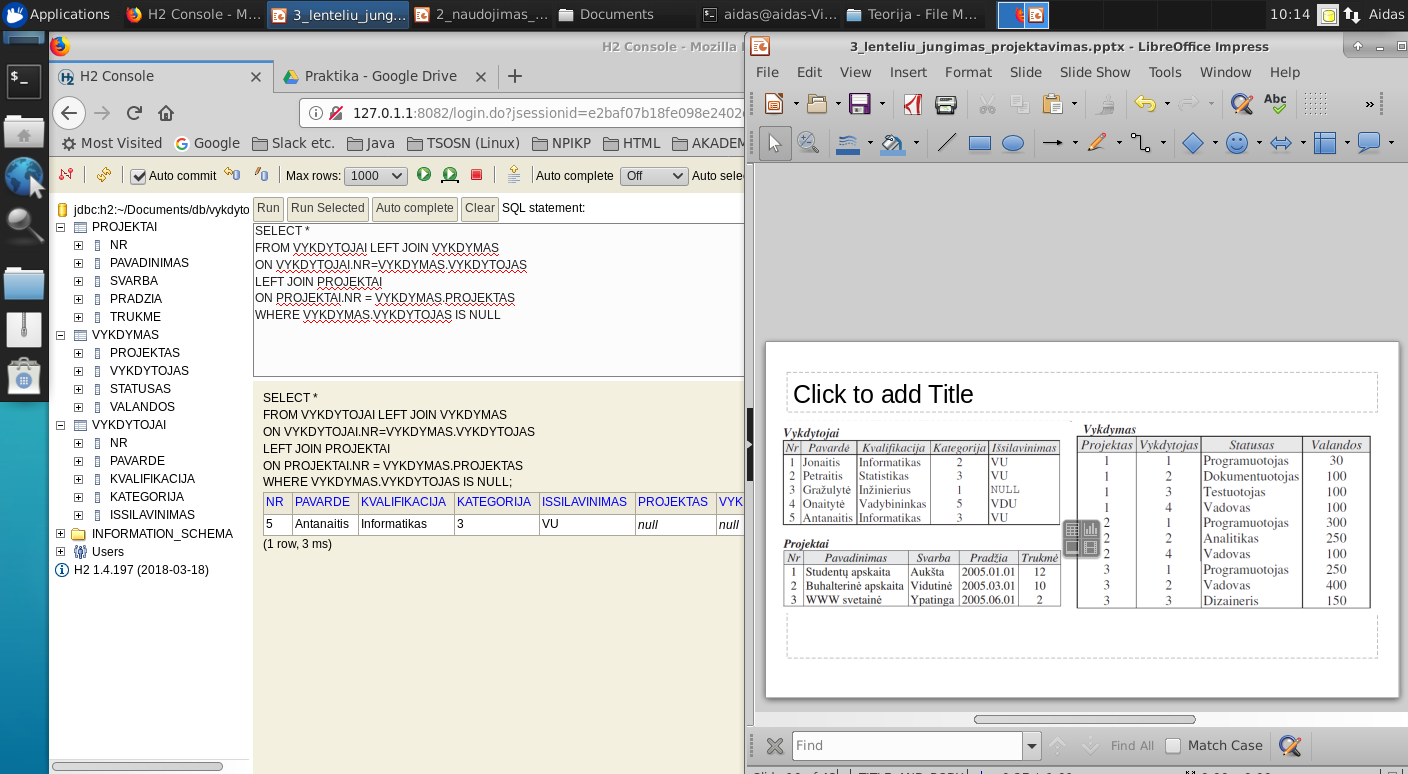 Applications
H2 Console - M...
3_lenteliu_jung...
2_naudojimas_...
Documents
aidas@aidas-Vi...
Teorija - File M...
10:14
Aidas
H2 Console - Mozilla
H2 Console
Praktika - Google Drive
127.0.1.1:8082/login.do?jsessionid=e2baf07b18fe098e2402
Most Visited
Google
Slack etc.
Java
TSOSN (Linux)
NPIKP
HTML
AKADEM
Auto commit
Max rows:
1000
Auto complete
Off
Auto selec
jdbc:h2:~/Documents/db/vykdyto
PROJEKTAI
NR
PAVADINIMAS
SVARBA
PRADZIA
TRUKME
VYKDYMAS
PROJEKTAS
VYKDYTOJAS
STATUSAS
VALANDOS
VYKDYTOJAI
NR
PAVARDE
KVALIFIKACIJA
KATEGORIJA
ISSILAVINIMAS
INFORMATION_SCHEMA
Users
H2 1.4.197 (2018-03-18)
Run
Run Selected
Auto complete
Clear
SQL statement:
SELECT *
FROM VYKDYTOJAI LEFT JOIN VYKDYMAS
ON VYKDYTOJAI.NR=VYKDYMAS.VYKDYTOJAS
LEFT JOIN PROJEKTAI
ON PROJEKTAI.NR = VYKDYMAS.PROJEKTAS
WHERE VYKDYMAS.VYKDYTOJAS IS NULL
SELECT *
FROM VYKDYTOJAI LEFT JOIN VYKDYMAS
ON VYKDYTOJAI.NR=VYKDYMAS.VYKDYTOJAS
LEFT JOIN PROJEKTAI
ON PROJEKTAI.NR = VYKDYMAS.PROJEKTAS
WHERE VYKDYMAS.VYKDYTOJAS IS NULL;
NR PAVARDE KVALIFIKACIJA KATEGORIJA ISSILAVINIMAS PROJEKTAS VYK
5 Antanaitis Informatikas 3 VU null null
(1 row, 3 ms)
3_lenteliu_jungimas_projektavimas.pptx - LibreOffice Impress
File Edit View Insert Format Slide Slide Show Tools Window Help
Abc
Click to add Title
Vykdytojai
Nr Pavardė Kvalifikacija Kategorija Išsilavinimas
1 Jonaitis Informatikas 2 VU
2 Petraitis Statistikas 3 VU
3 Gražulytė Inžinierius 1 NULL
4 Onaitytė Vadybininkas 5 VDU
5 Antanaitis Informatikas 3 VU
Projektai
Nr Pavadinimas Svarba Pradžia Trukmė
1 Studentų apskaita Aukšta 2005.01.01 12
2 Buhalterinė apskaita Vidutinė 2005.03.01 10
3 WWW svetainė Ypatinga 2005.06.01 2
Vykdymas
Projektas Vykdytojas Statusas Valandos
1 1 Programuotojas 30
1 2 Dokumentuotojas 100
1 3 Testuotojas 100
1 4 Vadovas 100
2 1 Programuotojas 300
2 2 Analitikas 250
2 4 Vadovas 100
3 1 Programuotojas 250
3 2 Vadovas 400
3 3 Dizaineris 150
Find
Find All
Match Case